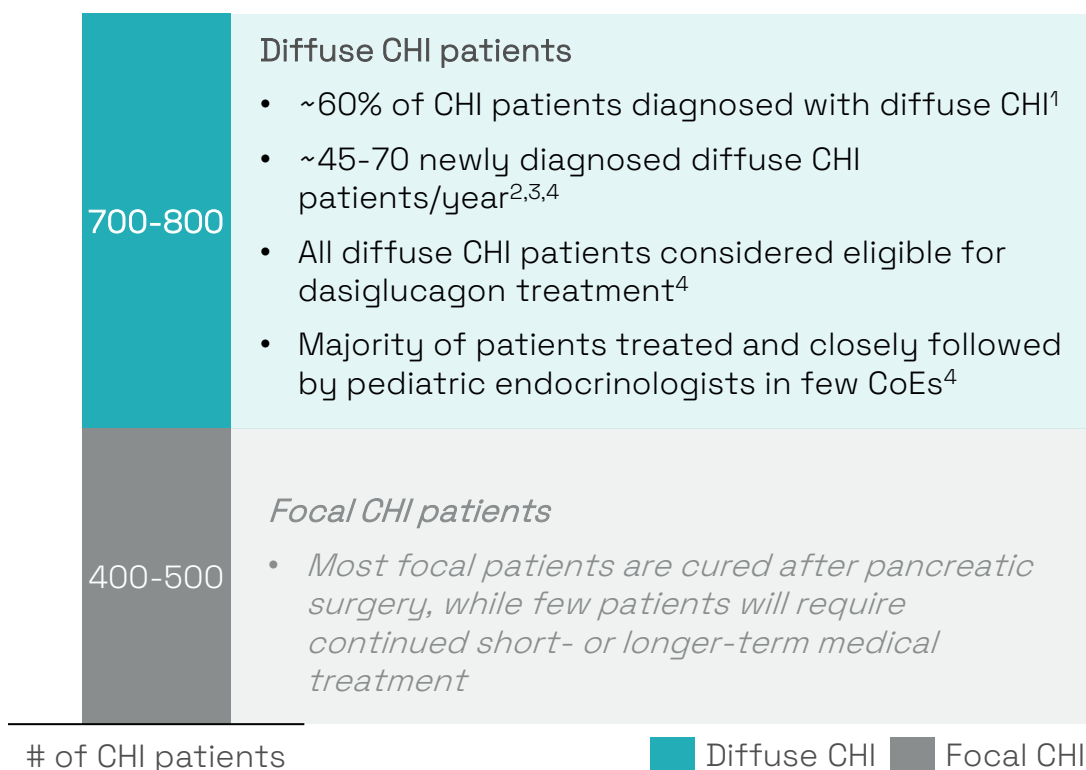 Diffuse CHI patients
• ~60% of CHI patients diagnosed with diffuse CHI¹
• ~45-70 newly diagnosed diffuse CHI
patients/year²,³,⁴
700-800
• All diffuse CHI patients considered eligible for
dasiglucagon treatment⁴
• Majority of patients treated and closely followed
by pediatric endocrinologists in few CoEs⁴
Focal CHI patients
400-500
• Most focal patients are cured after pancreatic
surgery, while few patients will require
continued short- or longer-term medical
treatment
# of CHI patients
Diffuse CHI
Focal CHI